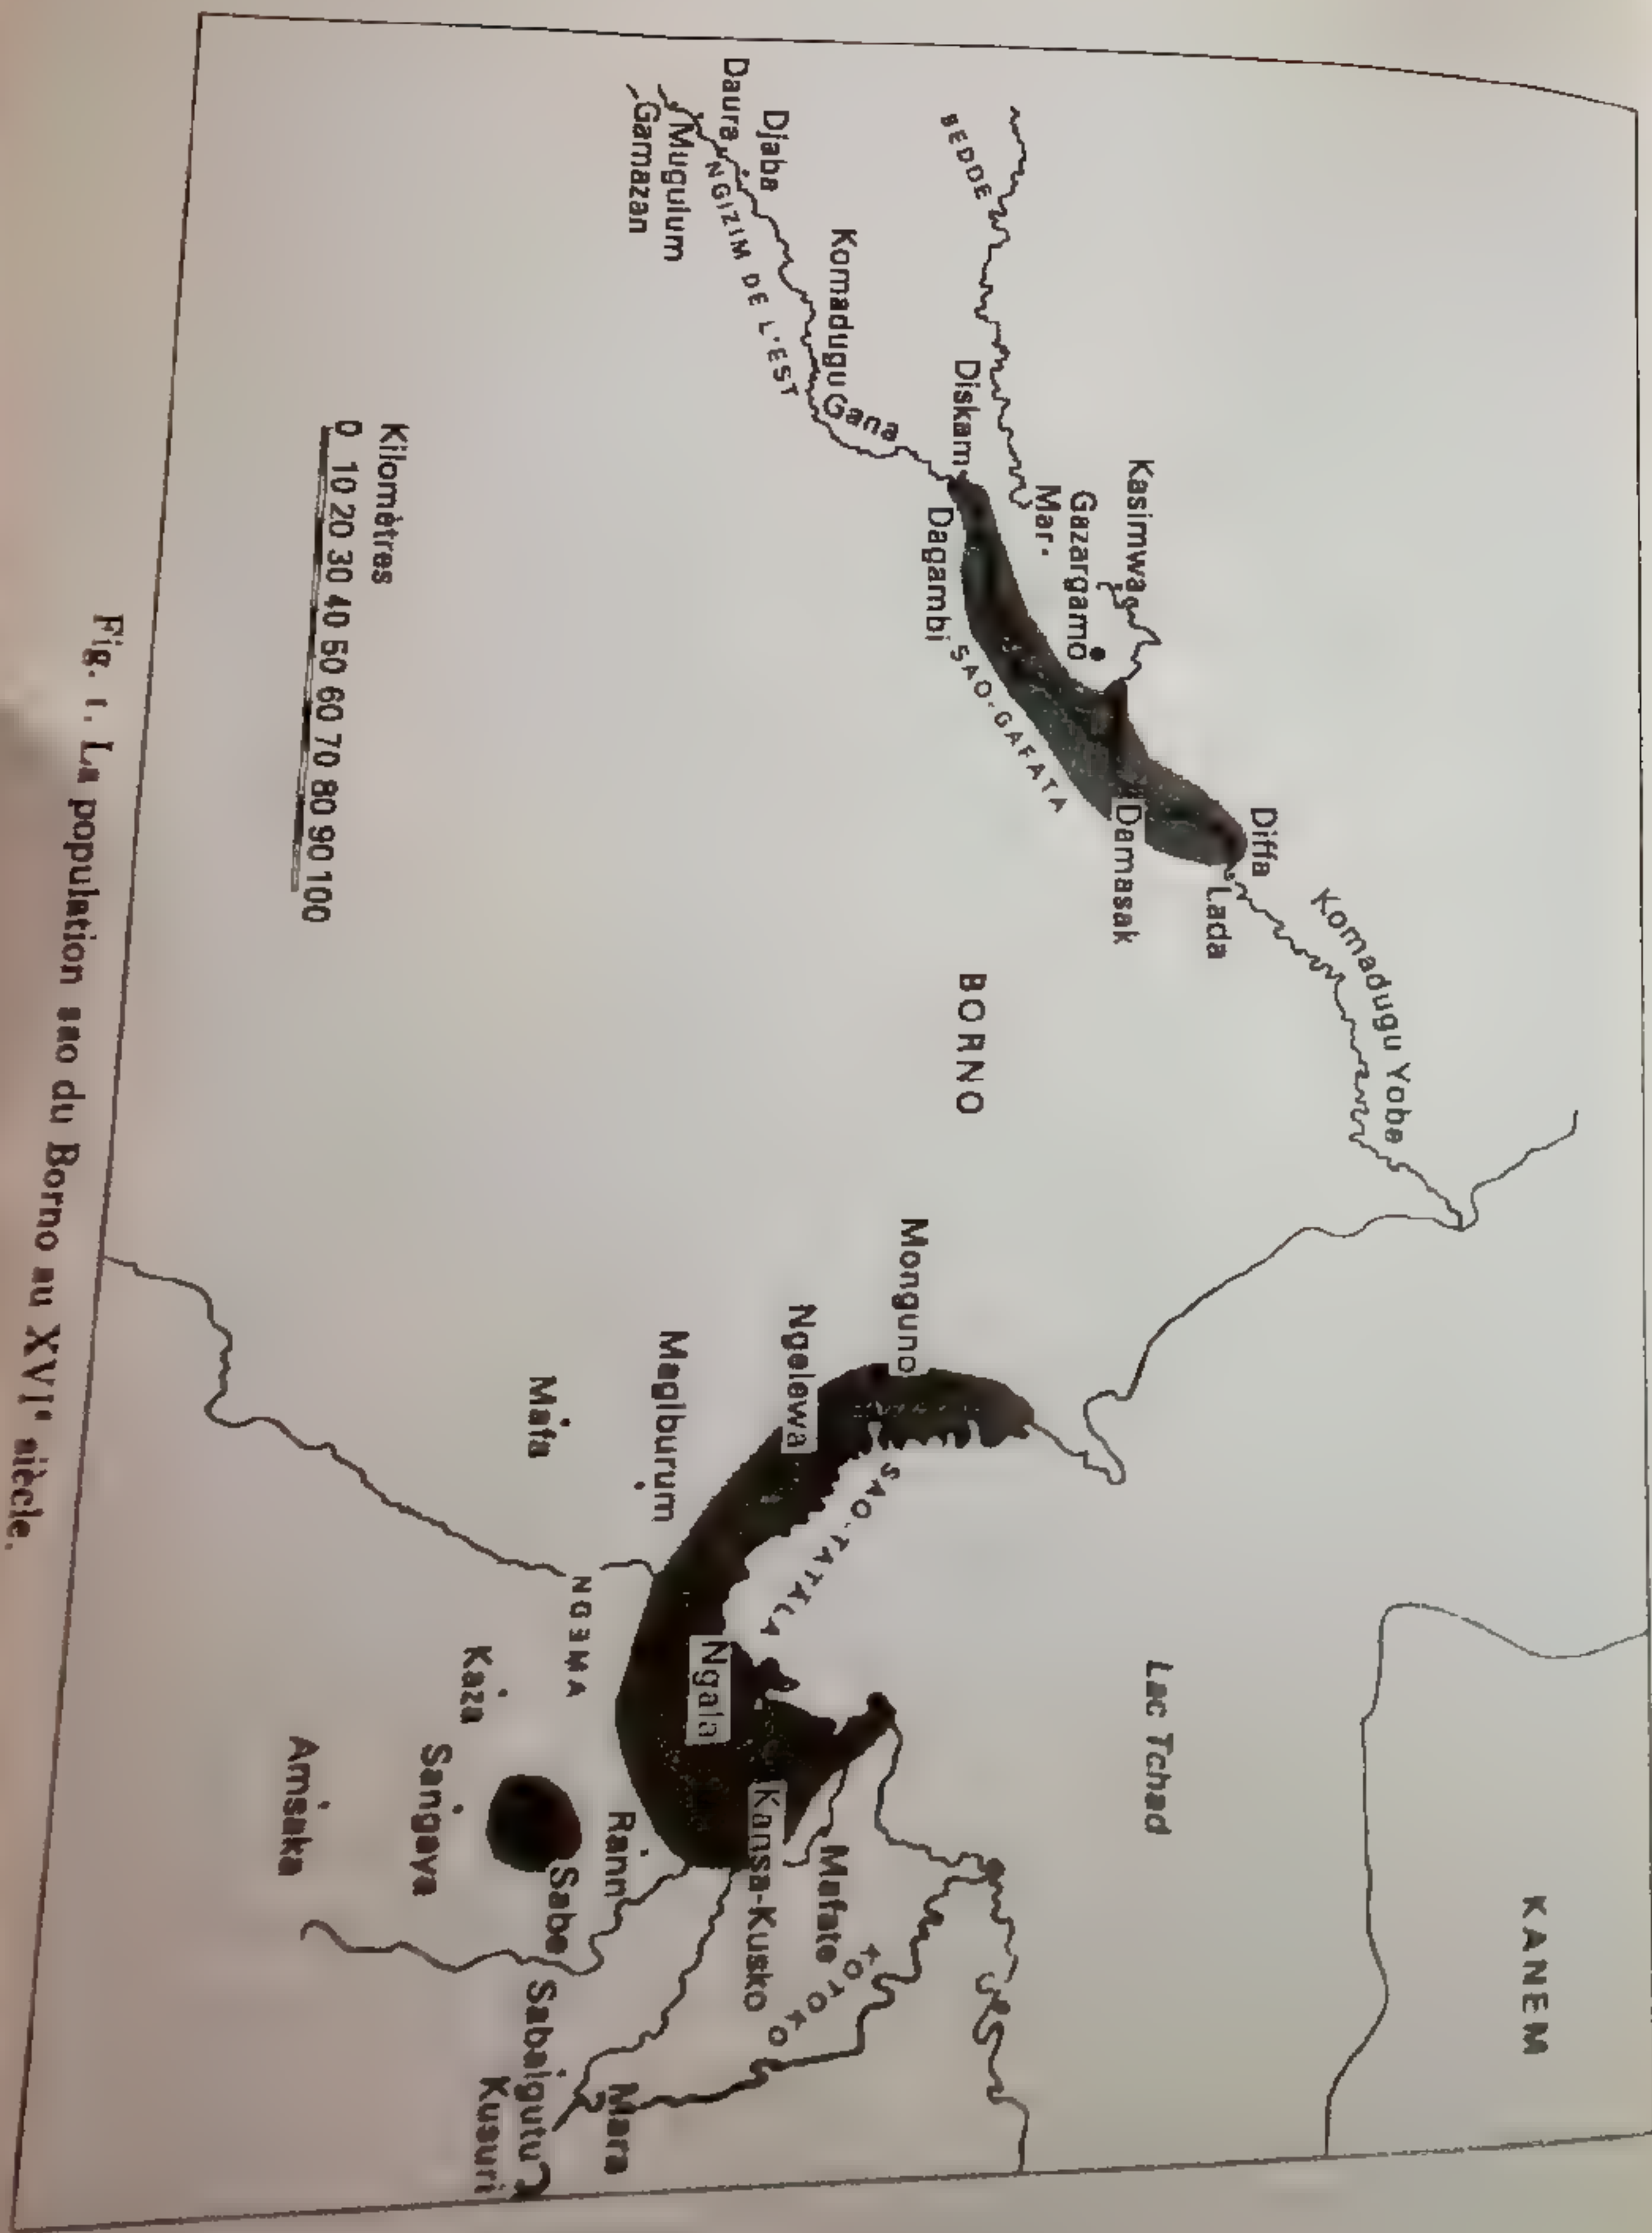 KANEM
Komadugu Yobe
Diffa
Lada
Kasimwa
Gazargamo
Mar.
Damasak
Lac Tchad
BEDDE
Diskam
Dagambi
SAO-GAFATA
BORNO
Monguno
Komadugu Gana
Djaba
Daura
NGIZIM DE L'EST
Mugulum
Gamazan
Ngelewa
SAO-TATALA
Mafate
KOTOKO
Kansa-Kusko
Ngala
Magiburum
Rann
Mara
NGEMA
Mafa
Sabe
Sabalgutu
Kusuri
Kaza
Sangaya
Amsaka
Kilomètres
0 10 20 30 40 50 60 70 80 90 100
Fig. 1. La population sao du Borno au XVIe siècle.